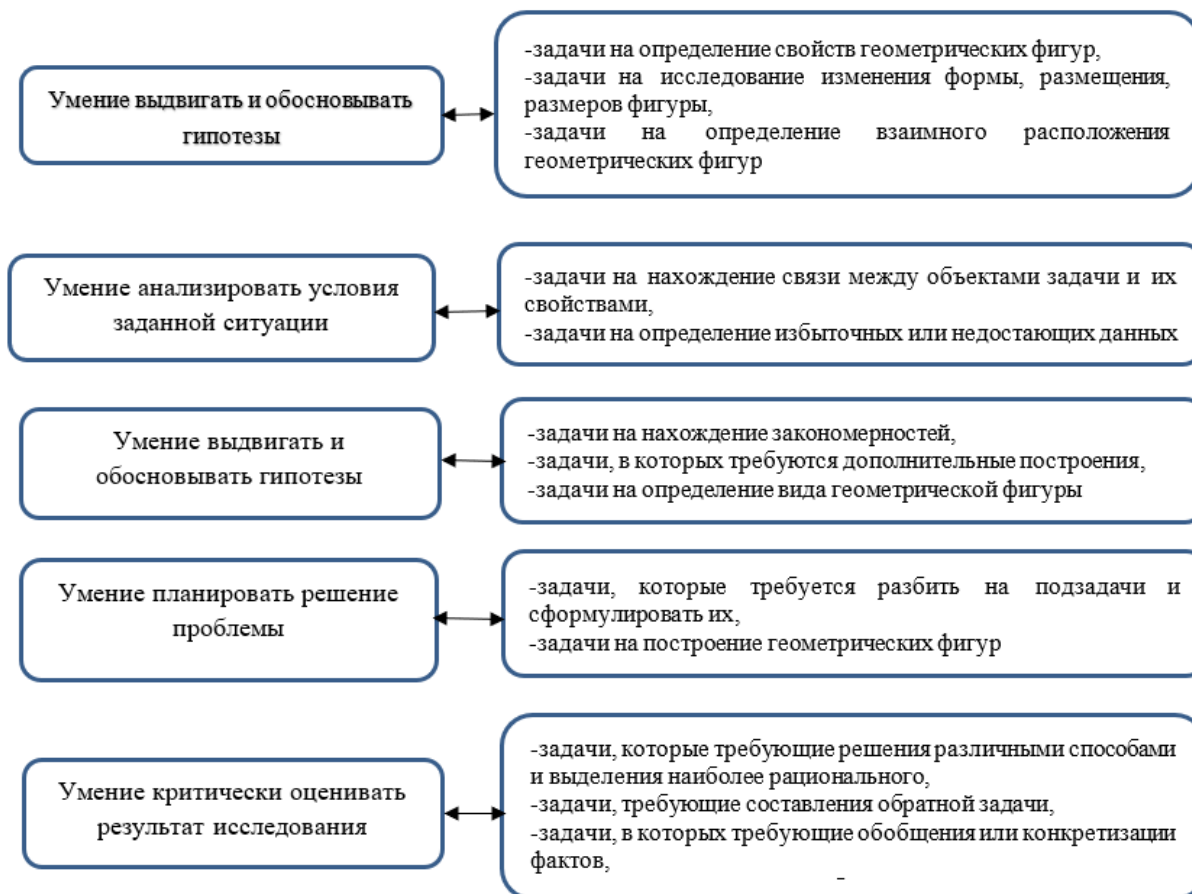 Умение выдвигать и обосновывать
гипотезы
-задачи на определение свойств геометрических фигур,
-задачи на исследование изменения формы, размещения,
размеров фигуры,
-задачи на определение взаимного расположения
геометрических фигур
Умение анализировать условия
заданной ситуации
-задачи на нахождение связи между объектами задачи и их
свойствами,
-задачи на определение избыточных или недостающих данных
Умение выдвигать и
обосновывать гипотезы
-задачи на нахождение закономерностей,
-задачи, в которых требуются дополнительные построения,
-задачи на определение вида геометрической фигуры
Умение планировать решение
проблемы
-задачи, которые требуется разбить на подзадачи и
сформулировать их,
-задачи на построение геометрических фигур
Умение критически оценивать
результат исследования
-задачи, которые требующие решения различными способами
и выделения наиболее рационального,
-задачи, требующие составления обратной задачи,
-задачи, в которых требующие обобщения или конкретизации
фактов,